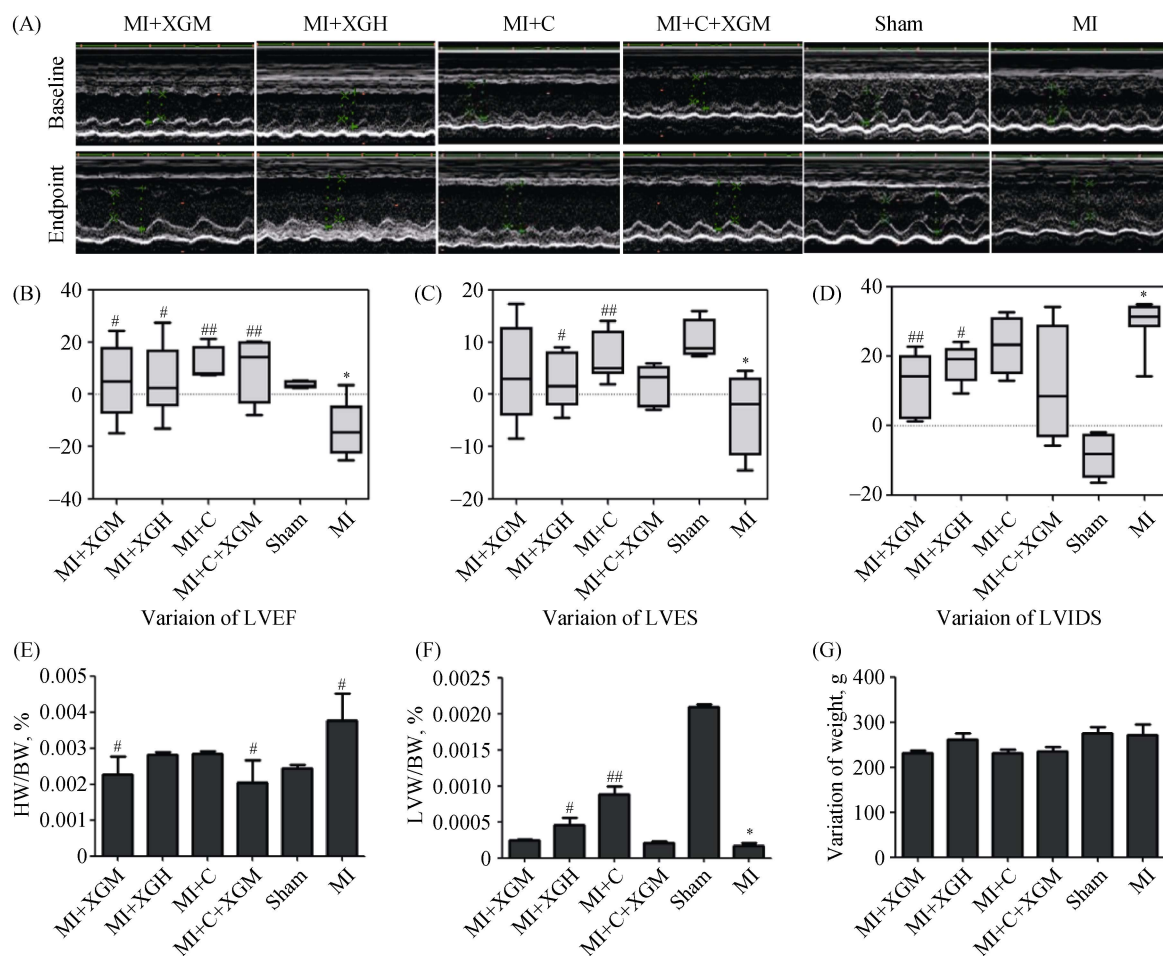 (A) MI+XGM MI+XGH MI+C MI+C+XGM Sham MI
Baseline
Endpoint
(B)
40
20
0
−20
−40
# # ## ## *
MI+XGM MI+XGH MI+C MI+C+XGM Sham MI
Variaion of LVEF
(C)
20
10
0
−10
−20
# ## *
MI+XGM MI+XGH MI+C MI+C+XGM Sham MI
Variaion of LVES
(D)
40
20
0
−20
## # *
MI+XGM MI+XGH MI+C MI+C+XGM Sham MI
Variaion of LVIDS
(E)
HW/BW, %
0.005
0.004
0.003
0.002
0.001
0
# # #
MI+XGM MI+XGH MI+C MI+C+XGM Sham MI
(F)
LVW/BW, %
0.0025
0.0020
0.0015
0.0010
0.0005
0
# ## *
MI+XGM MI+XGH MI+C MI+C+XGM Sham MI
(G)
Variation of weight, g
400
300
200
100
0
MI+XGM MI+XGH MI+C MI+C+XGM Sham MI